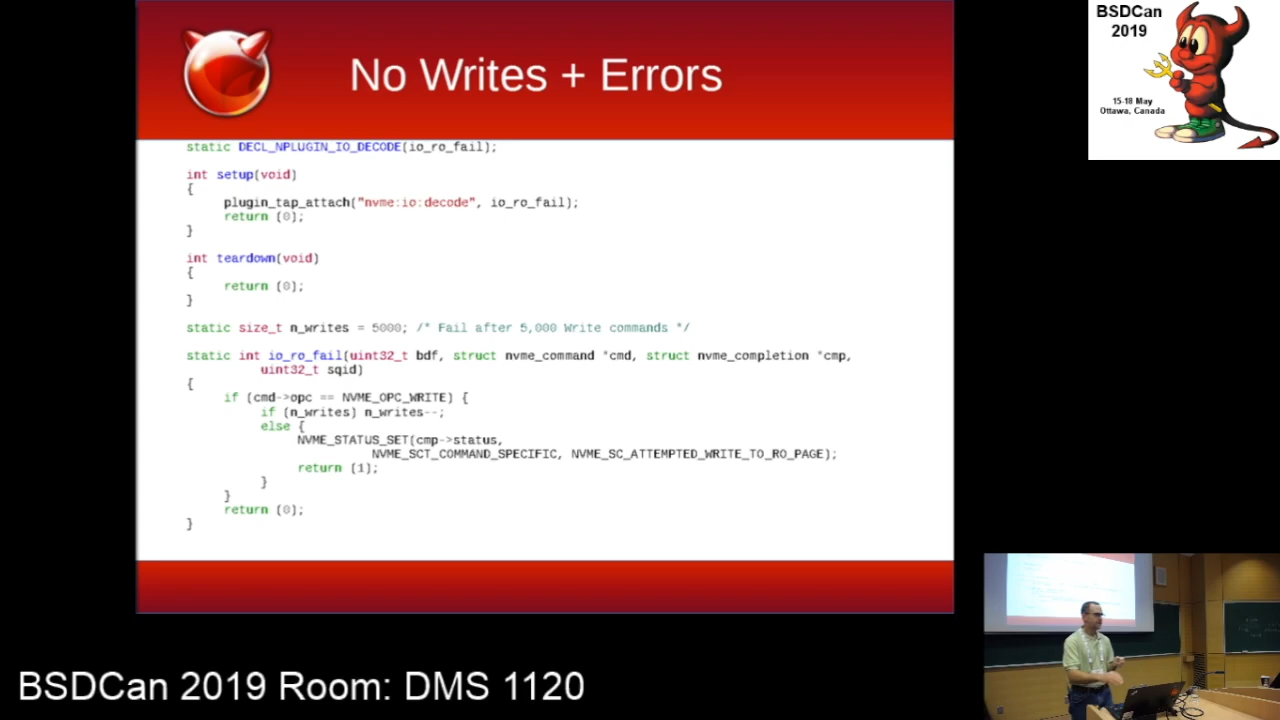 No Writes + Errors
static DECL_NPLUGIN_IO_DECODE(io_ro_fail);
int setup(void)
{
plugin_tap_attach("nvme:io:decode", io_ro_fail);
return (0);
}
int teardown(void)
{
return (0);
}
static size_t n_writes = 5000; /* Fail after 5,000 Write commands */
static int io_ro_fail(uint32_t bdf, struct nvme_command *cmd, struct nvme_completion *cmp,
uint32_t sqid)
{
if (cmd->opc == NVME_OPC_WRITE) {
if (n_writes) n_writes--;
else {
NVME_STATUS_SET(cmp->status,
NVME_SCT_COMMAND_SPECIFIC, NVME_SC_ATTEMPTED_WRITE_TO_RO_PAGE);
return (1);
}
}
return (0);
}
BSDCan
2019
15-18 May
Ottawa, Canada
BSDCan 2019 Room: DMS 1120